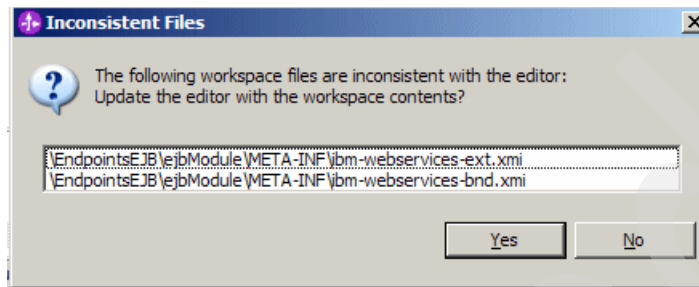 Inconsistent Files
The following workspace files are inconsistent with the editor:
Update the editor with the workspace contents?
\EndpointsEJB\ejbModule\META-INF\ibm-webservices-ext.xmi
\EndpointsEJB\ejbModule\META-INF\ibm-webservices-bnd.xmi
Yes No